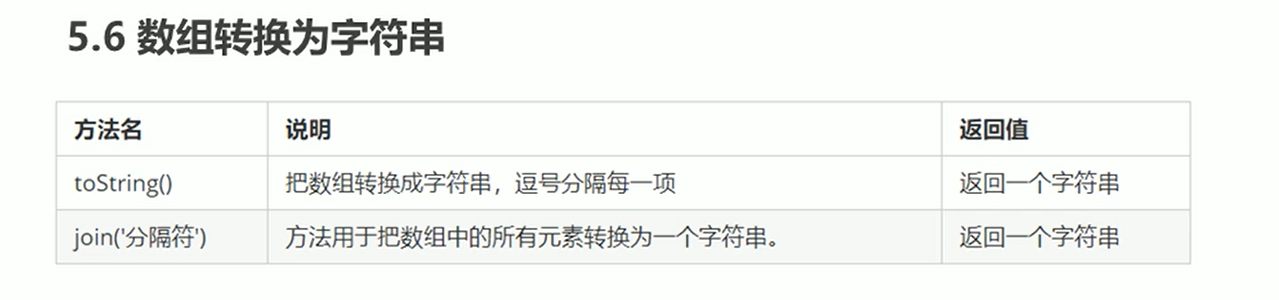 5.6 数组转换为字符串
方法名 说明 返回值
toString() 把数组转换成字符串，逗号分隔每一项 返回一个字符串
join('分隔符') 方法用于把数组中的所有元素转换为一个字符串。 返回一个字符串